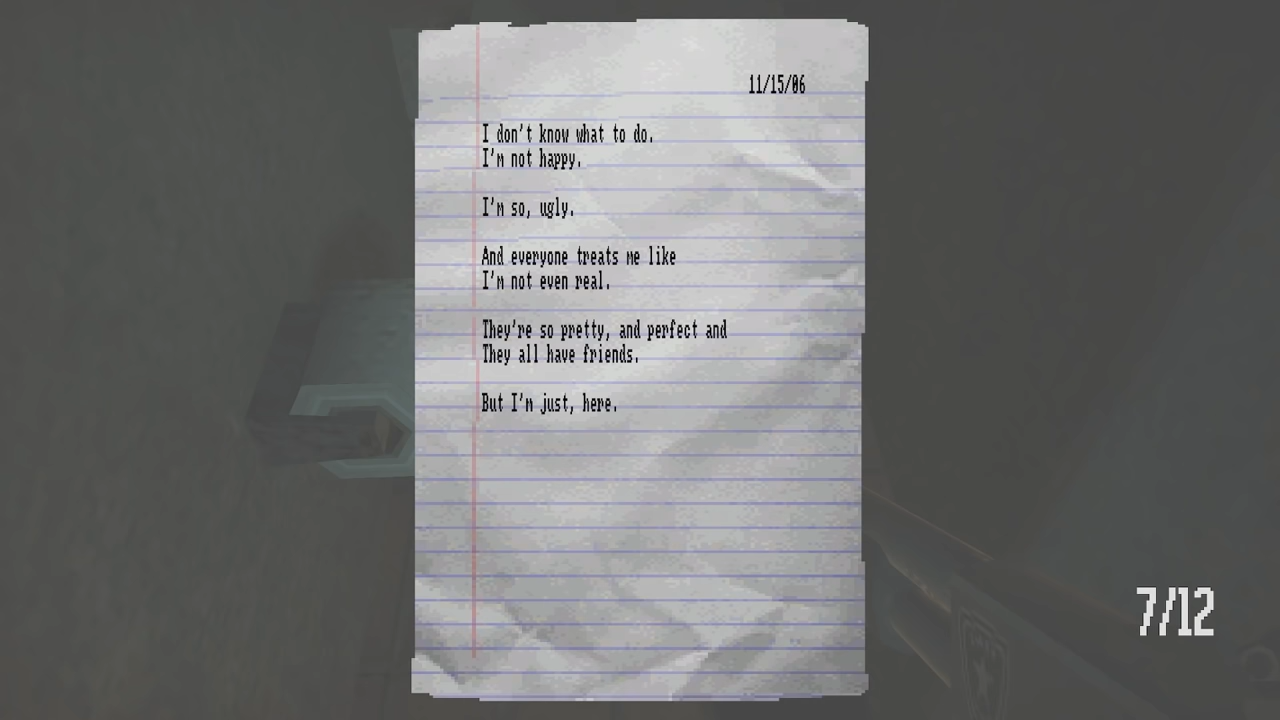 11/15/06
I don't know what to do.
I'm not happy.
I'm so, ugly.
And everyone treats me like
I'm not even real.
They're so pretty, and perfect and
They all have friends.
But I'm just, here.
7/12